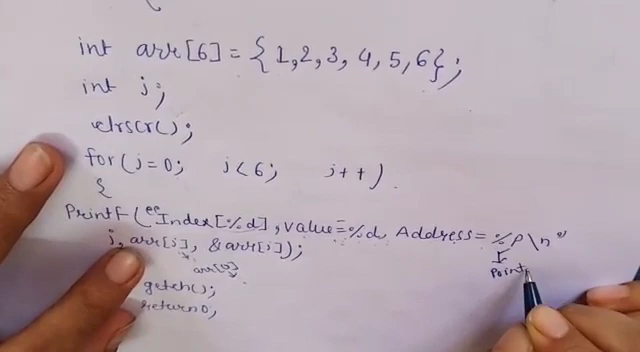 {
int arr[6] = {1,2,3,4,5,6};
int j;
clrscr();
for(j=0; j<6; j++)
{
Printf("Index[%d], value=%d, Address=%p\n"
j, arr[j], &arr[j]);
arr[0]
Point
getch();
return 0;